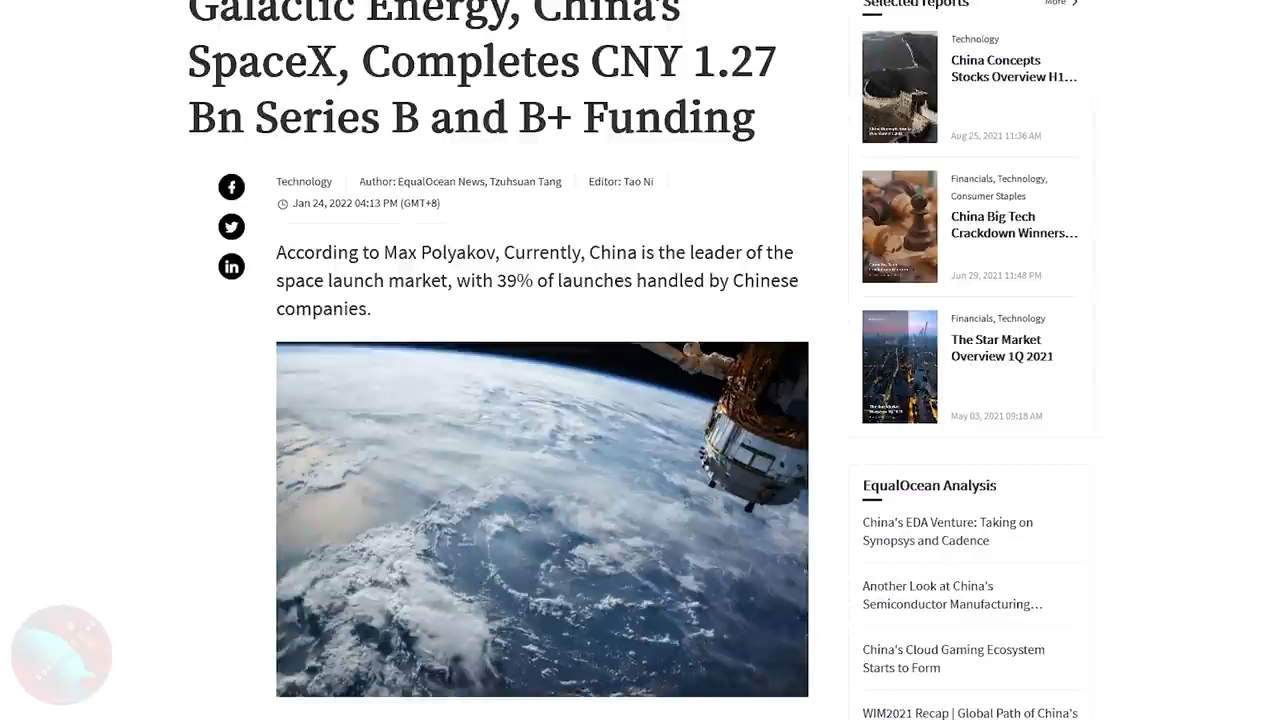 Galactic Energy, China's
SpaceX, Completes CNY 1.27
Bn Series B and B+ Funding
Technology
Author: EqualOcean News, Tzuhsuan Tang
Editor: Tao Ni
Jan 24, 2022 04:13 PM (GMT+8)
According to Max Polyakov, Currently, China is the leader of the
space launch market, with 39% of launches handled by Chinese
companies.
Selected reports
More
Technology
China Concepts
Stocks Overview H1...
Aug 25, 2021 11:36 AM
Financials, Technology,
Consumer Staples
China Big Tech
Crackdown Winners...
Jun 29, 2021 11:48 PM
Financials, Technology
The Star Market
Overview 1Q 2021
May 03, 2021 09:18 AM
EqualOcean Analysis
China's EDA Venture: Taking on
Synopsys and Cadence
Another Look at China's
Semiconductor Manufacturing...
China's Cloud Gaming Ecosystem
Starts to Form
WIM2021 Recap | Global Path of China's